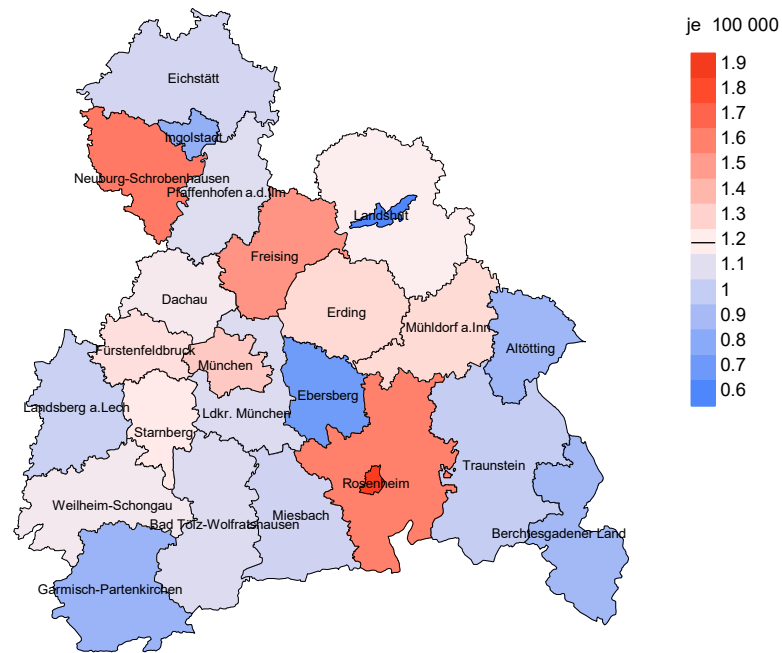 je 100 000
1.9
1.8
1.7
1.6
1.5
1.4
1.3
1.2
1.1
1
0.9
0.8
0.7
0.6
Eichstätt
Ingolstadt
Neuburg-Schrobenhausen
Pfaffenhofen a.d.Ilm
Landshut
Freising
Dachau
Erding
Mühldorf a.Inn
Fürstenfeldbruck
Altötting
München
Ebersberg
Landsberg a.Lech
Ldkr. München
Starnberg
Traunstein
Rosenheim
Weilheim-Schongau
Miesbach
Bad Tölz-Wolfratshausen
Berchtesgadener Land
Garmisch-Partenkirchen